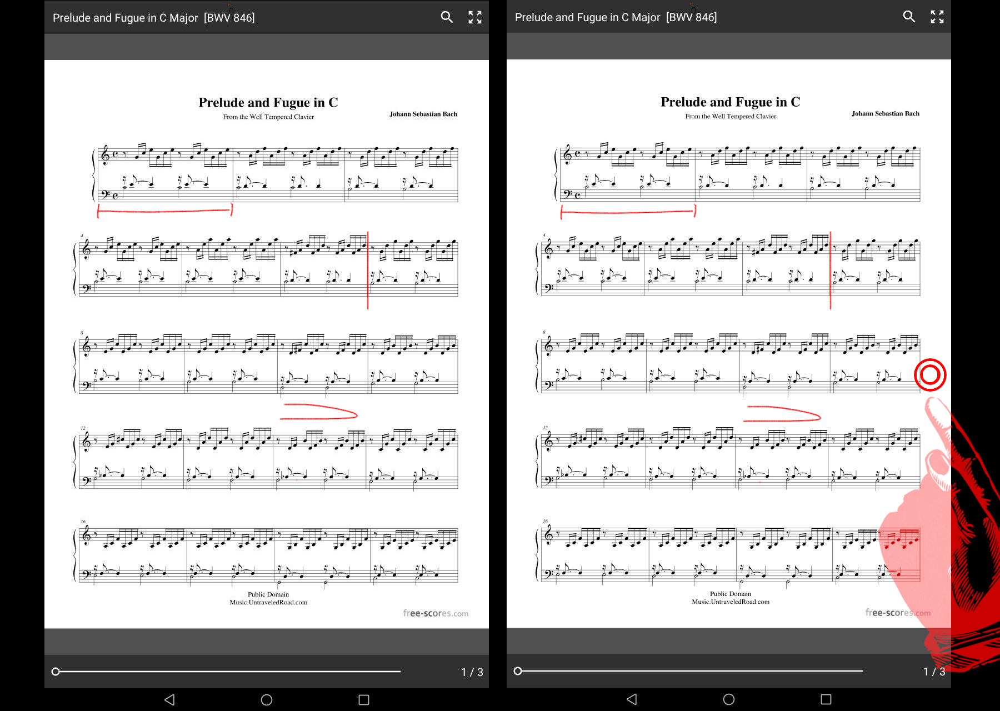 Prelude and Fugue in C Major [BWV 846]
Prelude and Fugue in C
From the Well Tempered Clavier
Johann Sebastian Bach
4
8
12
16
Public Domain
Music.UntraveledRoad.com
free-scores.com
1 / 3
Prelude and Fugue in C Major [BWV 846]
Prelude and Fugue in C
From the Well Tempered Clavier
Johann Sebastian Bach
4
8
12
16
Public Domain
Music.UntraveledRoad.com
free-scores.com
1 / 3